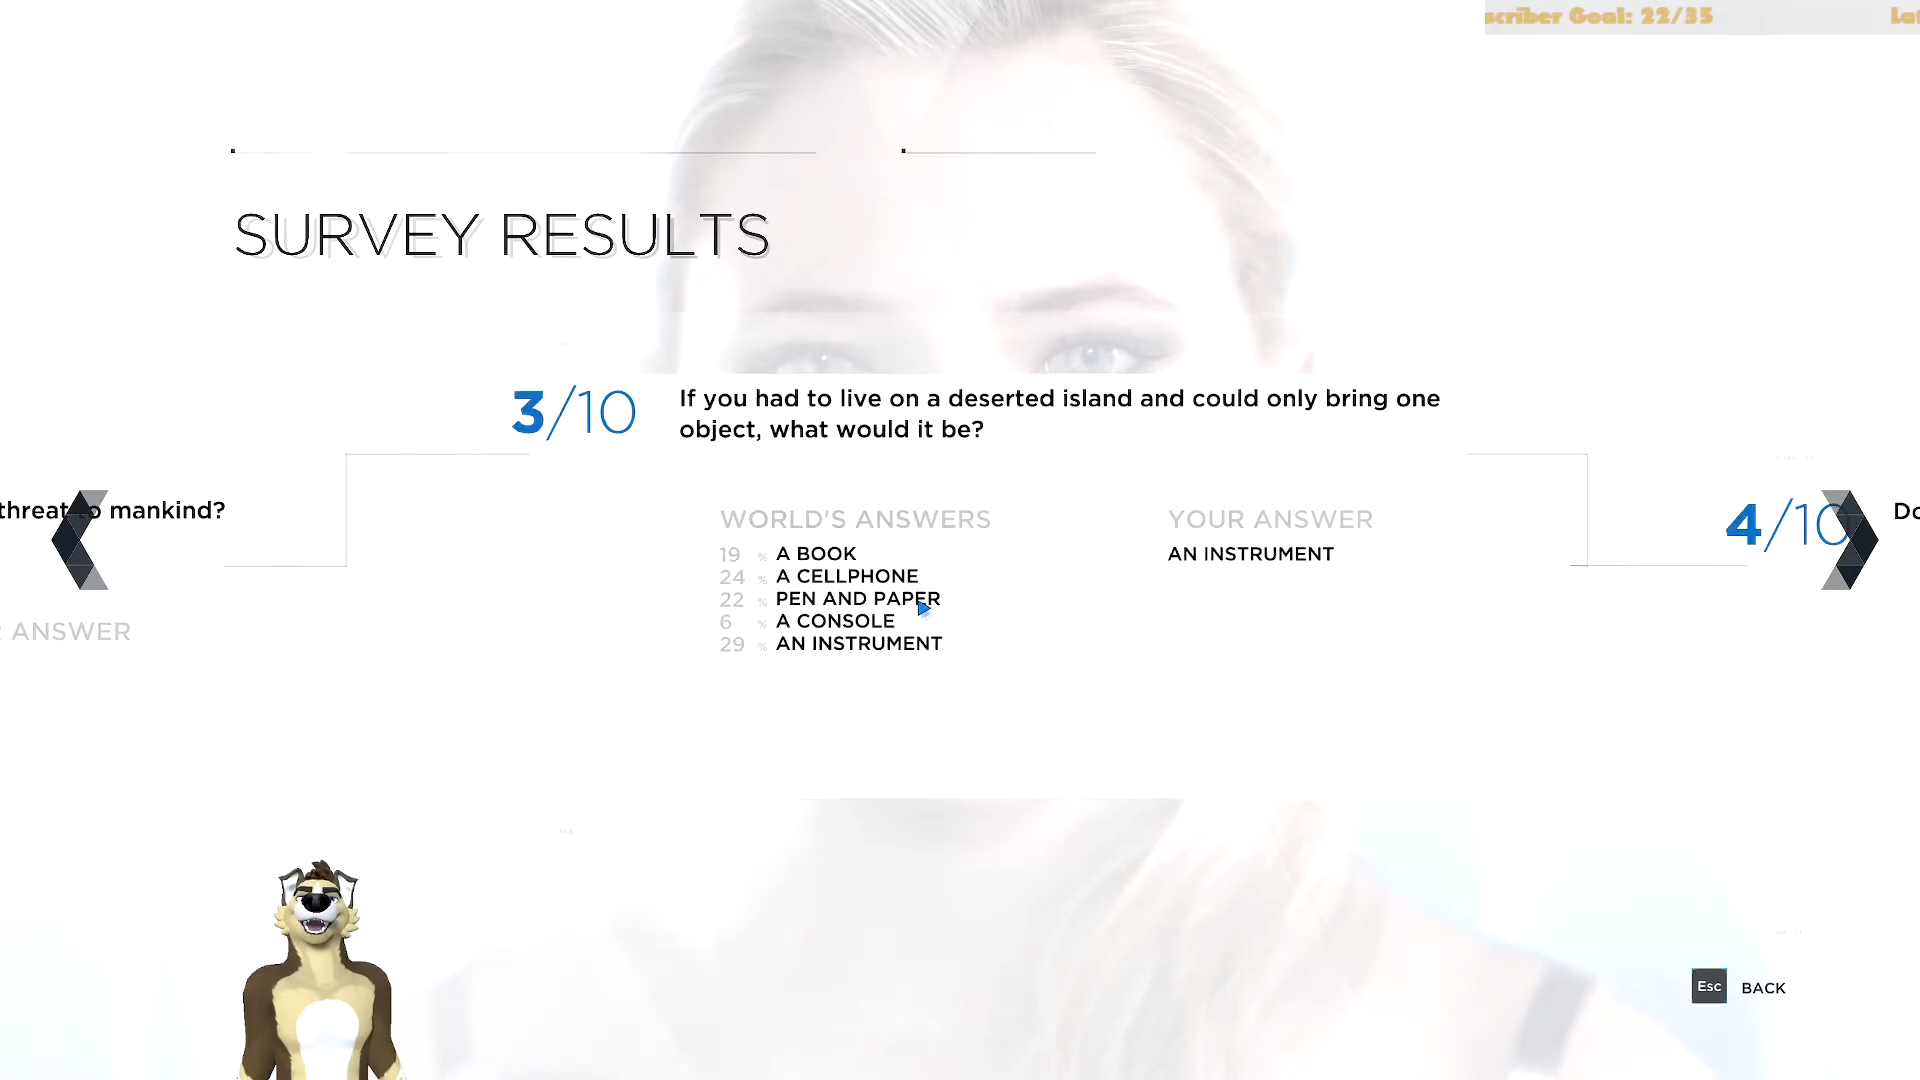 scriber Goal: 22/35
SURVEY RESULTS
3/10
If you had to live on a deserted island and could only bring one
object, what would it be?
threat to mankind?
4/10
WORLD'S ANSWERS
19 % A BOOK
24 % A CELLPHONE
22 % PEN AND PAPER
6 % A CONSOLE
29 % AN INSTRUMENT
YOUR ANSWER
AN INSTRUMENT
ANSWER
Esc BACK